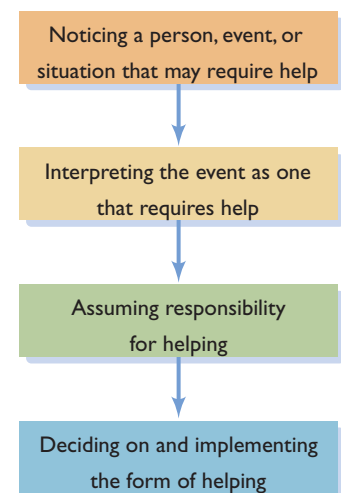 Noticing a person, event, or
situation that may require help
Interpreting the event as one
that requires help
Assuming responsibility
for helping
Deciding on and implementing
the form of helping